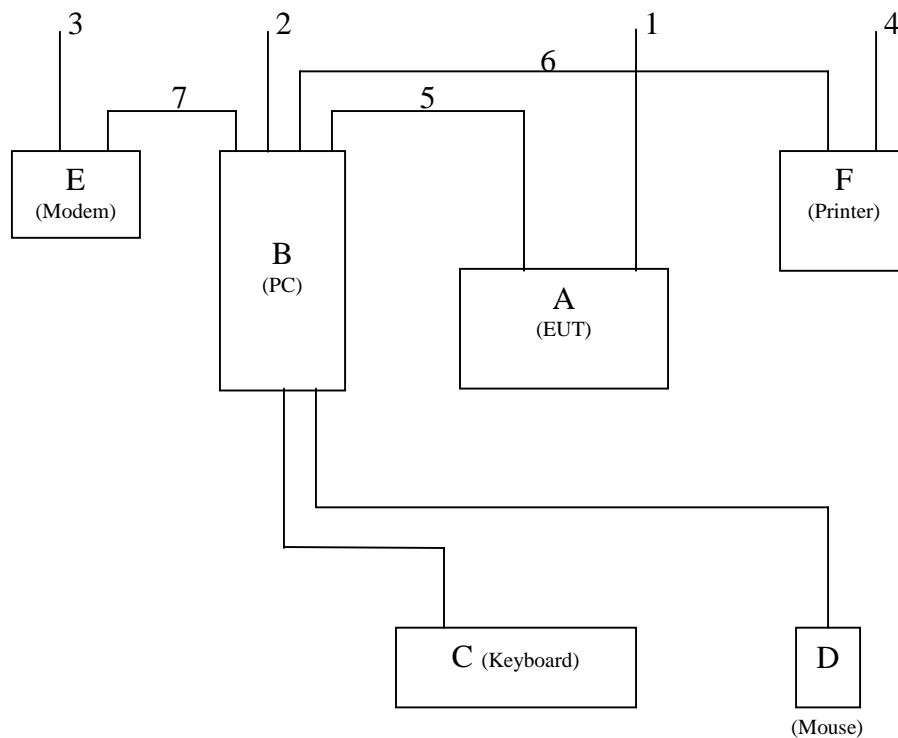 3
2
1
4
6
7
5
E
(Modem)
F
(Printer)
B
(PC)
A
(EUT)
C (Keyboard)
D
(Mouse)